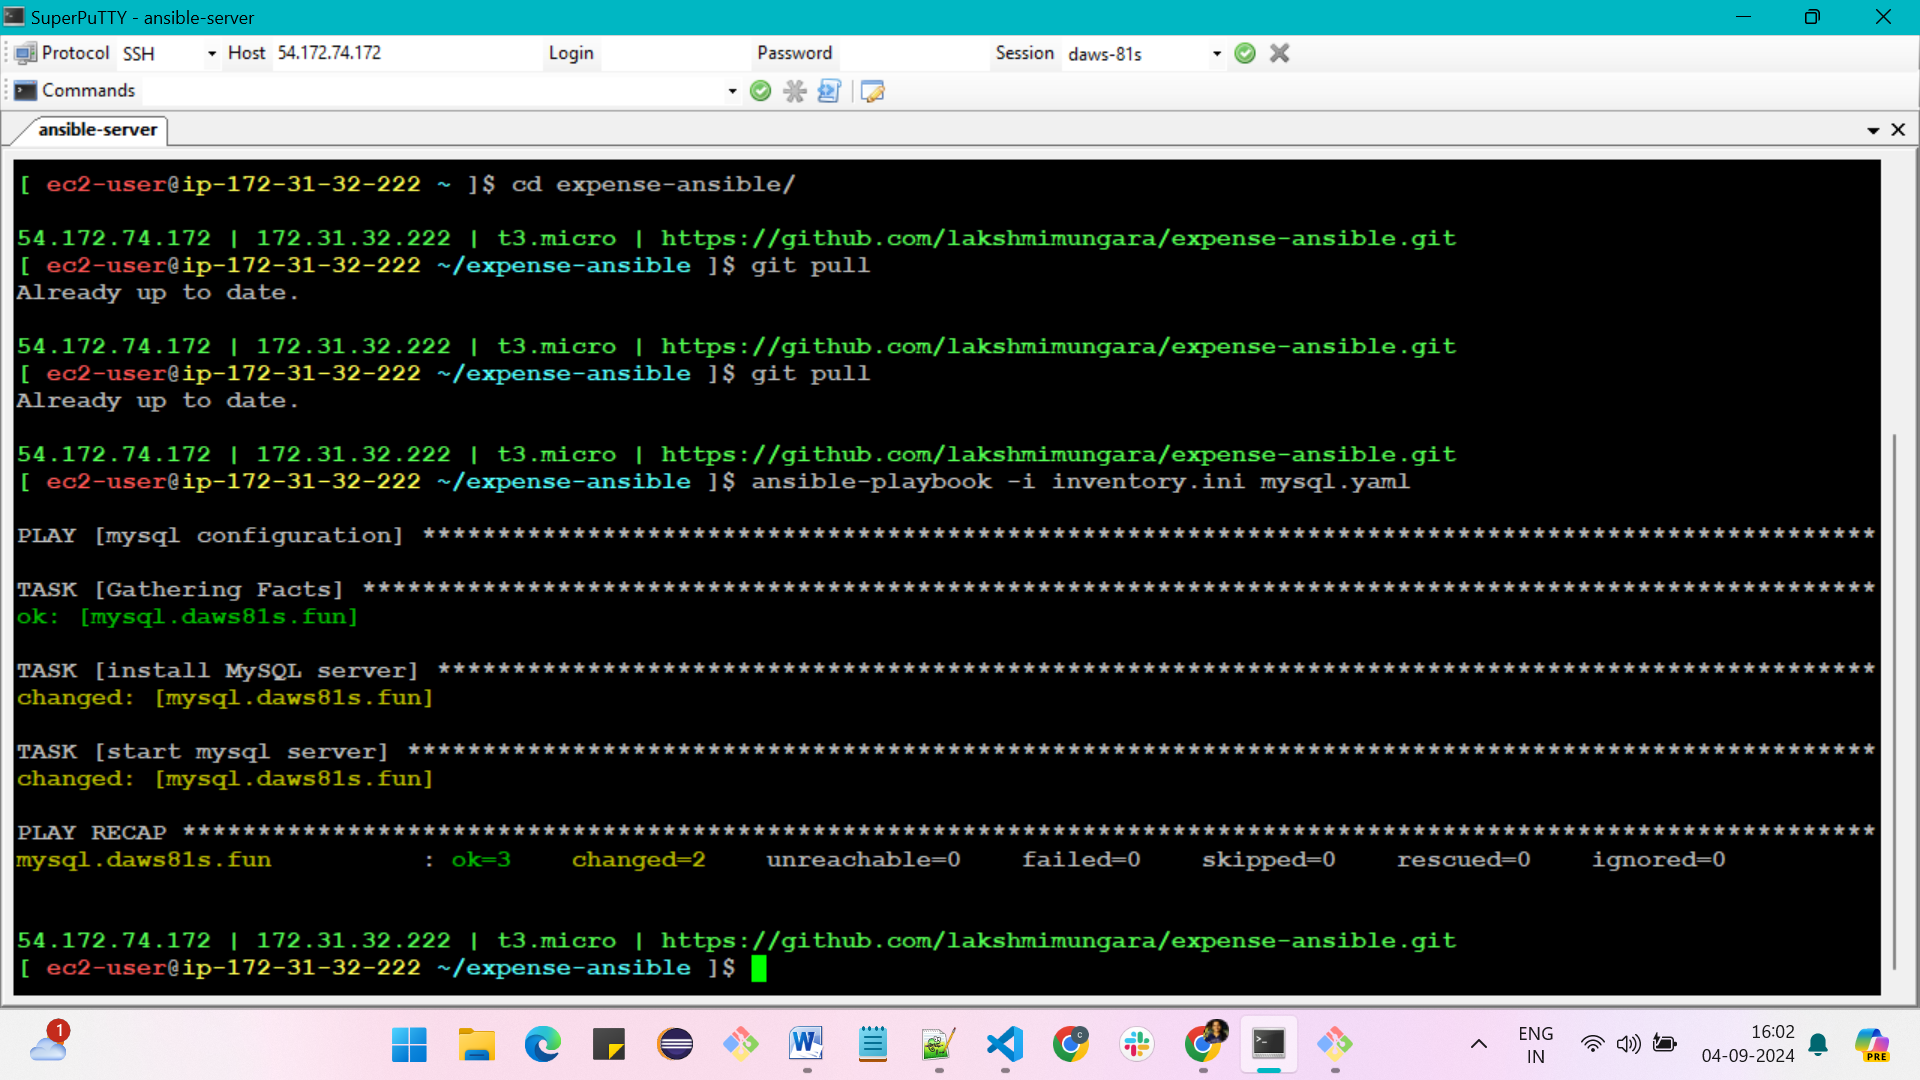 SuperPuTTY - ansible-server
Protocol SSH Host 54.172.74.172 Login Password Session daws-81s
Commands
ansible-server
[ ec2-user@ip-172-31-32-222 ~ ]$ cd expense-ansible/
54.172.74.172 | 172.31.32.222 | t3.micro | https://github.com/lakshmimungara/expense-ansible.git
[ ec2-user@ip-172-31-32-222 ~/expense-ansible ]$ git pull
Already up to date.
54.172.74.172 | 172.31.32.222 | t3.micro | https://github.com/lakshmimungara/expense-ansible.git
[ ec2-user@ip-172-31-32-222 ~/expense-ansible ]$ git pull
Already up to date.
54.172.74.172 | 172.31.32.222 | t3.micro | https://github.com/lakshmimungara/expense-ansible.git
[ ec2-user@ip-172-31-32-222 ~/expense-ansible ]$ ansible-playbook -i inventory.ini mysql.yaml
PLAY [mysql configuration] *************************************************************************************************
TASK [Gathering Facts] *****************************************************************************************************
ok: [mysql.daws81s.fun]
TASK [install MySQL server] ************************************************************************************************
changed: [mysql.daws81s.fun]
TASK [start mysql server] **************************************************************************************************
changed: [mysql.daws81s.fun]
PLAY RECAP *****************************************************************************************************************
mysql.daws81s.fun : ok=3 changed=2 unreachable=0 failed=0 skipped=0 rescued=0 ignored=0
54.172.74.172 | 172.31.32.222 | t3.micro | https://github.com/lakshmimungara/expense-ansible.git
[ ec2-user@ip-172-31-32-222 ~/expense-ansible ]$
1
W
C
PRE
ENG
IN
16:02
04-09-2024